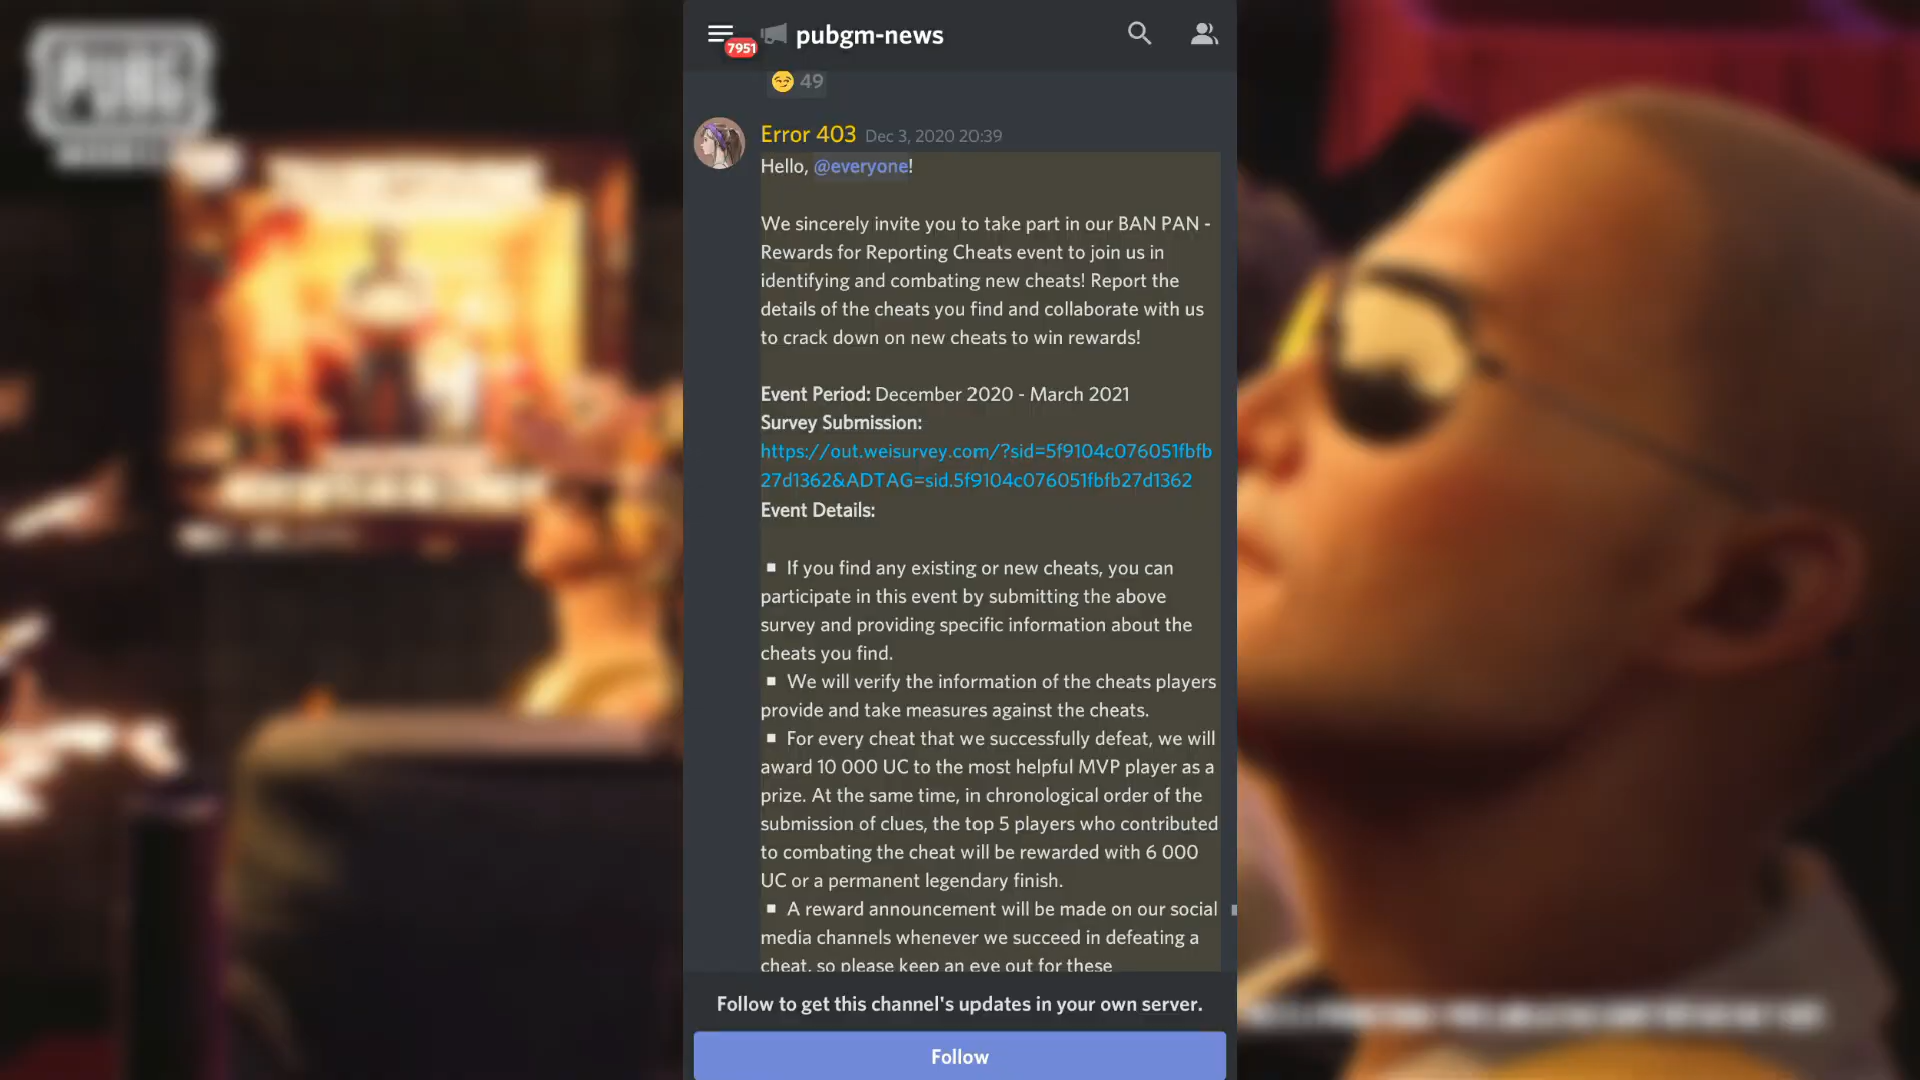 PUBG
7951
pubgm-news
49
Error 403 Dec 3, 2020 20:39
Hello, @everyone!
We sincerely invite you to take part in our BAN PAN -
Rewards for Reporting Cheats event to join us in
identifying and combating new cheats! Report the
details of the cheats you find and collaborate with us
to crack down on new cheats to win rewards!
Event Period: December 2020 - March 2021
Survey Submission:
https://out.weisurvey.com/?sid=5f9104c076051fbfb
27d1362&ADTAG=sid.5f9104c076051fbfb27d1362
Event Details:
▪ If you find any existing or new cheats, you can
participate in this event by submitting the above
survey and providing specific information about the
cheats you find.
▪ We will verify the information of the cheats players
provide and take measures against the cheats.
▪ For every cheat that we successfully defeat, we will
award 10 000 UC to the most helpful MVP player as a
prize. At the same time, in chronological order of the
submission of clues, the top 5 players who contributed
to combating the cheat will be rewarded with 6 000
UC or a permanent legendary finish.
▪ A reward announcement will be made on our social
media channels whenever we succeed in defeating a
cheat, so please keep an eye out for these
Follow to get this channel's updates in your own server.
Follow